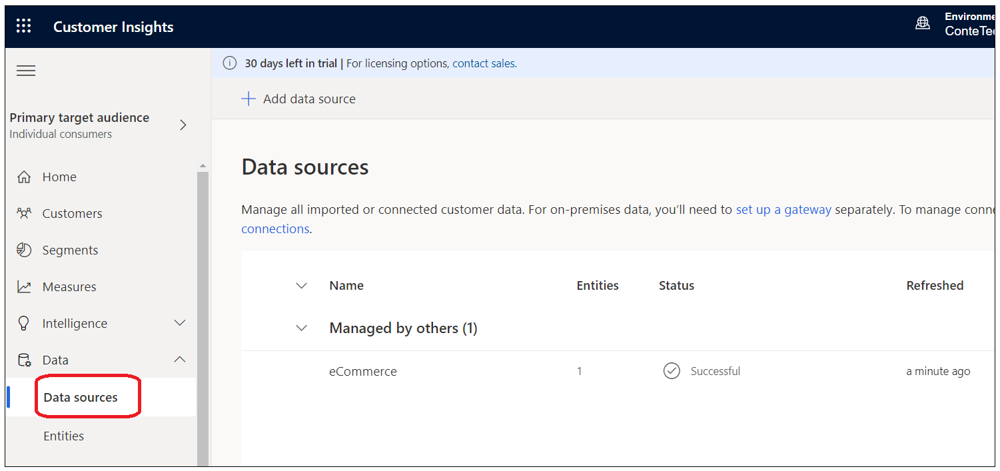 Customer Insights
Environme
ConteTec
30 days left in trial | For licensing options, contact sales.
Add data source
Primary target audience
Individual consumers
Home
Customers
Segments
Measures
Intelligence
Data
Data sources
Entities
Data sources
Manage all imported or connected customer data. For on-premises data, you’ll need to set up a gateway separately. To manage conne
connections.
Name Entities Status Refreshed
Managed by others (1)
eCommerce 1 Successful a minute ago